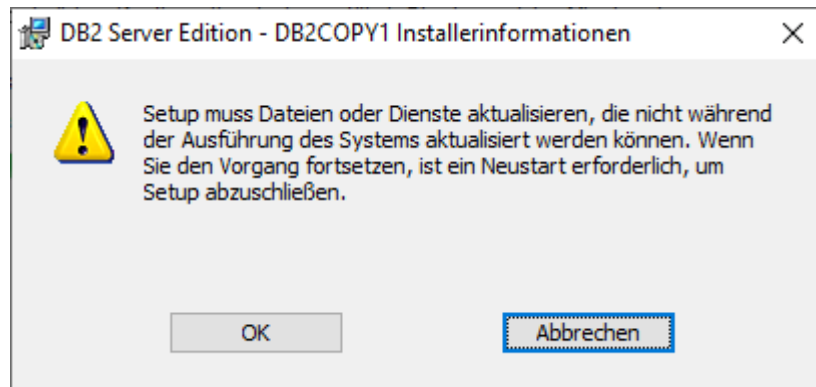 DB2 Server Edition - DB2COPY1 Installerinformationen
Setup muss Dateien oder Dienste aktualisieren, die nicht während
der Ausführung des Systems aktualisiert werden können. Wenn
Sie den Vorgang fortsetzen, ist ein Neustart erforderlich, um
Setup abzuschließen.
OK
Abbrechen